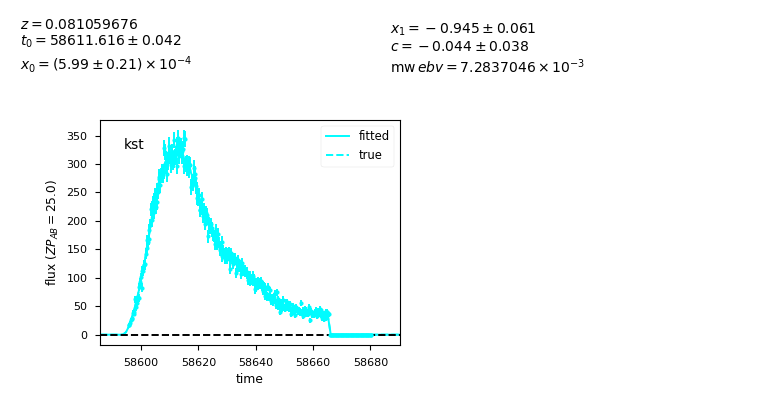 z = 0.081059676
t₀ = 58611.616 ± 0.042
x₀ = (5.99 ± 0.21) × 10⁻⁴
x₁ = −0.945 ± 0.061
c = −0.044 ± 0.038
mw ebv = 7.2837046 × 10⁻³
kst
fitted
true
flux (ZP_AB = 25.0)
350
300
250
200
150
100
50
0
58600 58620 58640 58660 58680
time